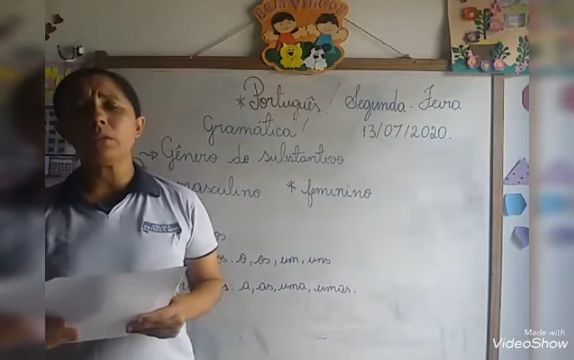 Bem Vindos
* Português! Segunda-Feira
Gramática! 13/07/2020.
→ Gênero do substantivo
masculino * feminino
o, os, um, uns
a, as, uma, umas.
Made with
VideoShow